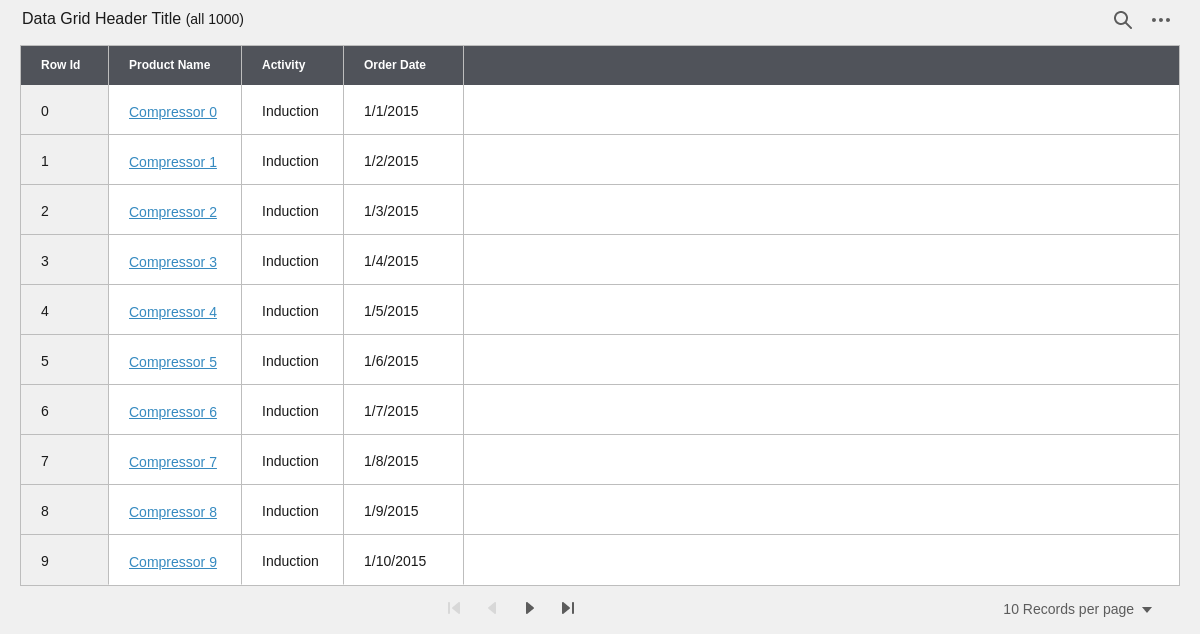 Data Grid Header Title (all 1000)
Row Id Product Name Activity Order Date
0 Compressor 0 Induction 1/1/2015
1 Compressor 1 Induction 1/2/2015
2 Compressor 2 Induction 1/3/2015
3 Compressor 3 Induction 1/4/2015
4 Compressor 4 Induction 1/5/2015
5 Compressor 5 Induction 1/6/2015
6 Compressor 6 Induction 1/7/2015
7 Compressor 7 Induction 1/8/2015
8 Compressor 8 Induction 1/9/2015
9 Compressor 9 Induction 1/10/2015
10 Records per page